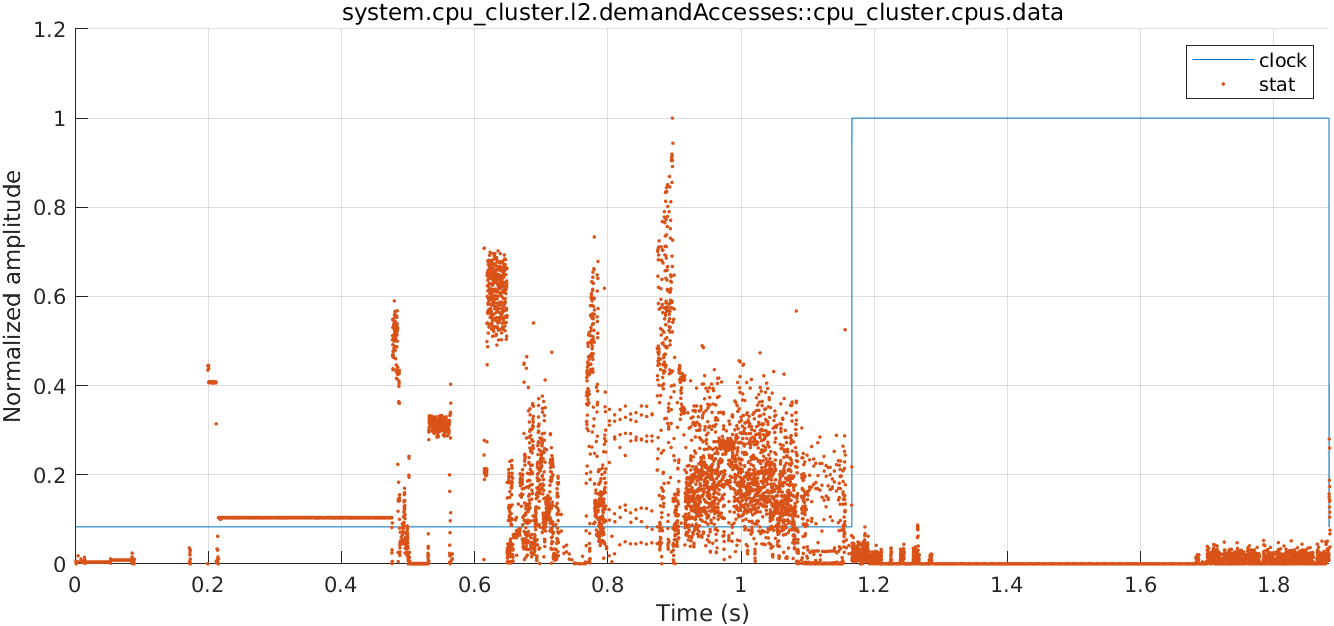 system.cpu_cluster.l2.demandAccesses::cpu_cluster.cpus.data
1.2
1
0.8
0.6
0.4
0.2
0
Normalized amplitude
clock
stat
0 0.2 0.4 0.6 0.8 1 1.2 1.4 1.6 1.8
Time (s)